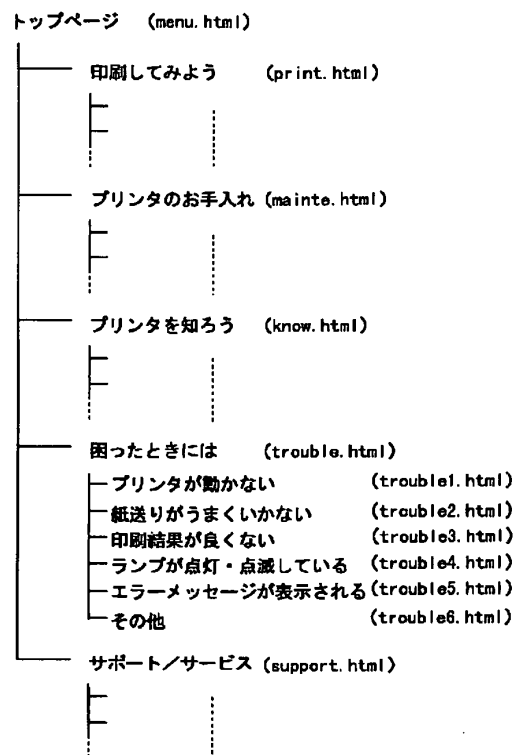 トップページ (menu.html)
印刷してみよう (print.html)
プリンタのお手入れ (mainte.html)
プリンタを知ろう (know.html)
困ったときには (trouble.html)
プリンタが動かない (trouble1.html)
紙送りがうまくいかない (trouble2.html)
印刷結果が良くない (trouble3.html)
ランプが点灯・点滅している (trouble4.html)
エラーメッセージが表示される (trouble5.html)
その他 (trouble6.html)
サポート／サービス (support.html)